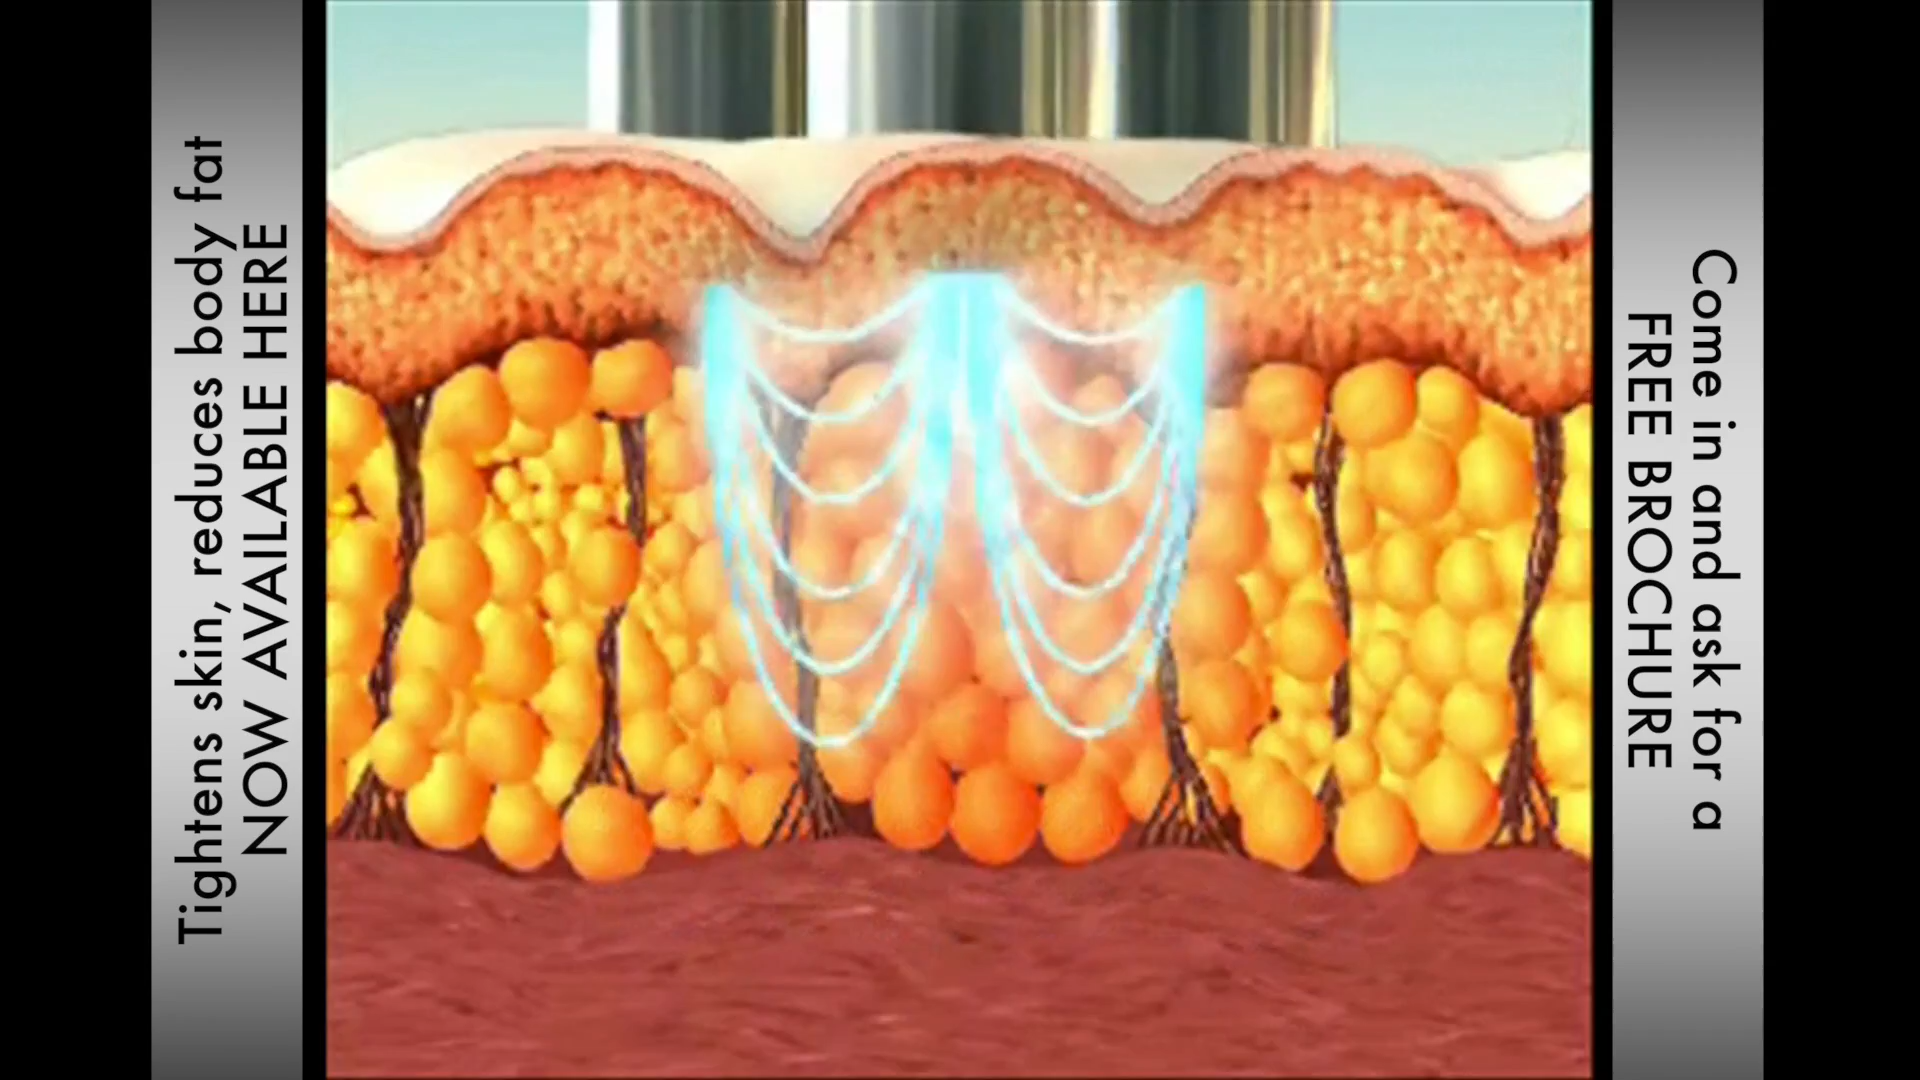 Tightens skin, reduces body fat
NOW AVAILABLE HERE
Come in and ask for a
FREE BROCHURE